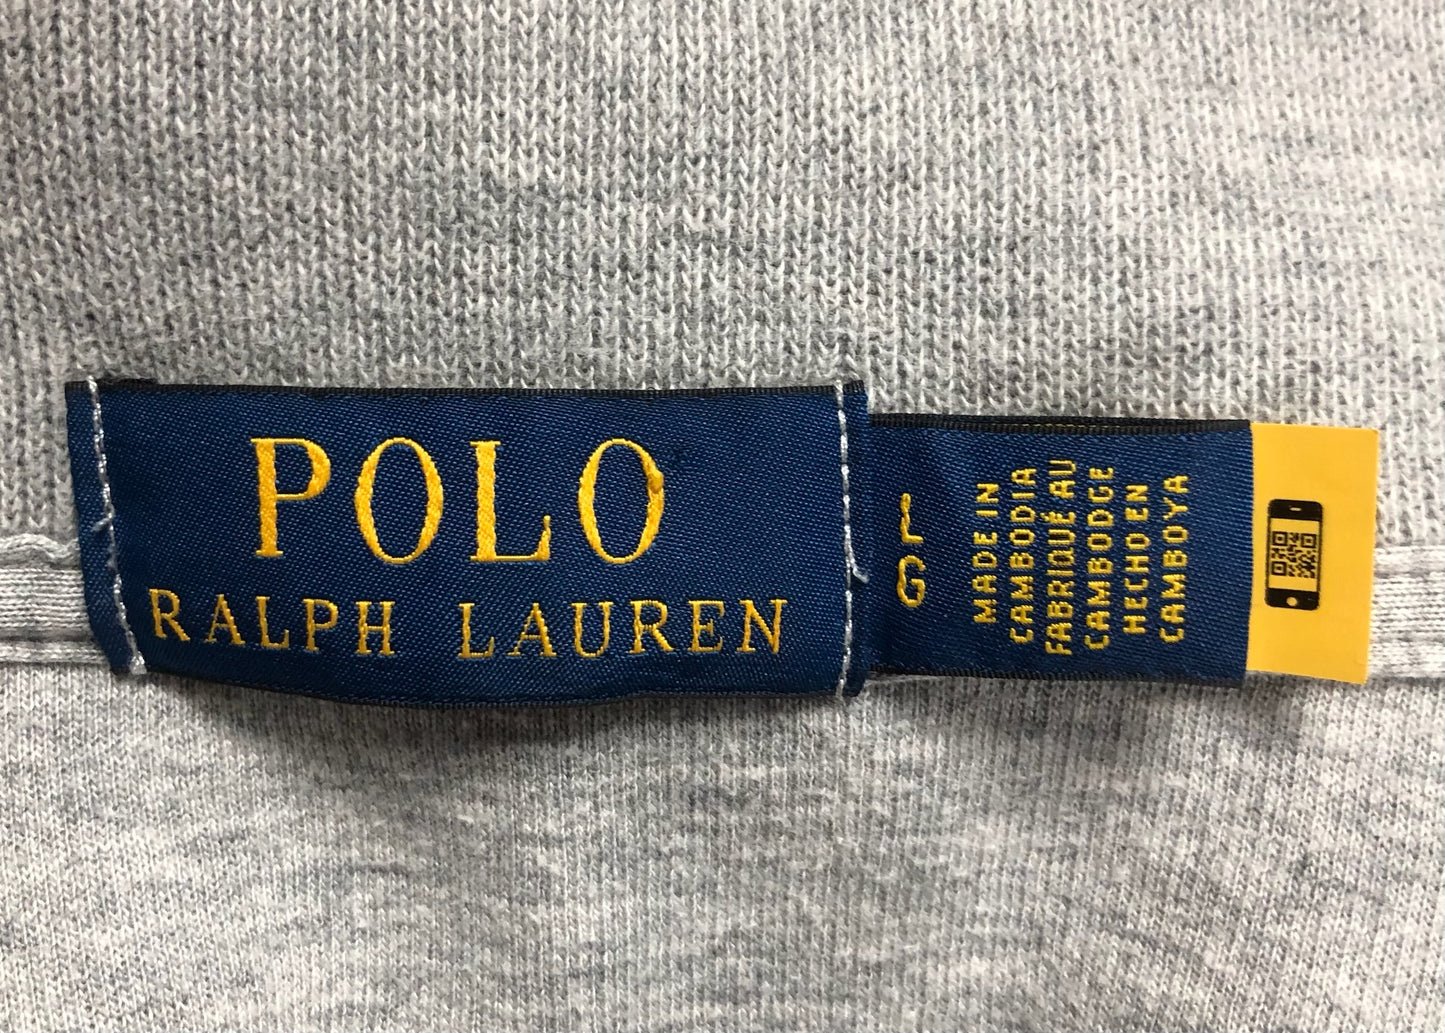 POLO
RALPH LAUREN
L
G
MADE IN
CAMBODIA
FABRIQUÉ AU
CAMBODGE
HECHO EN
CAMBOYA